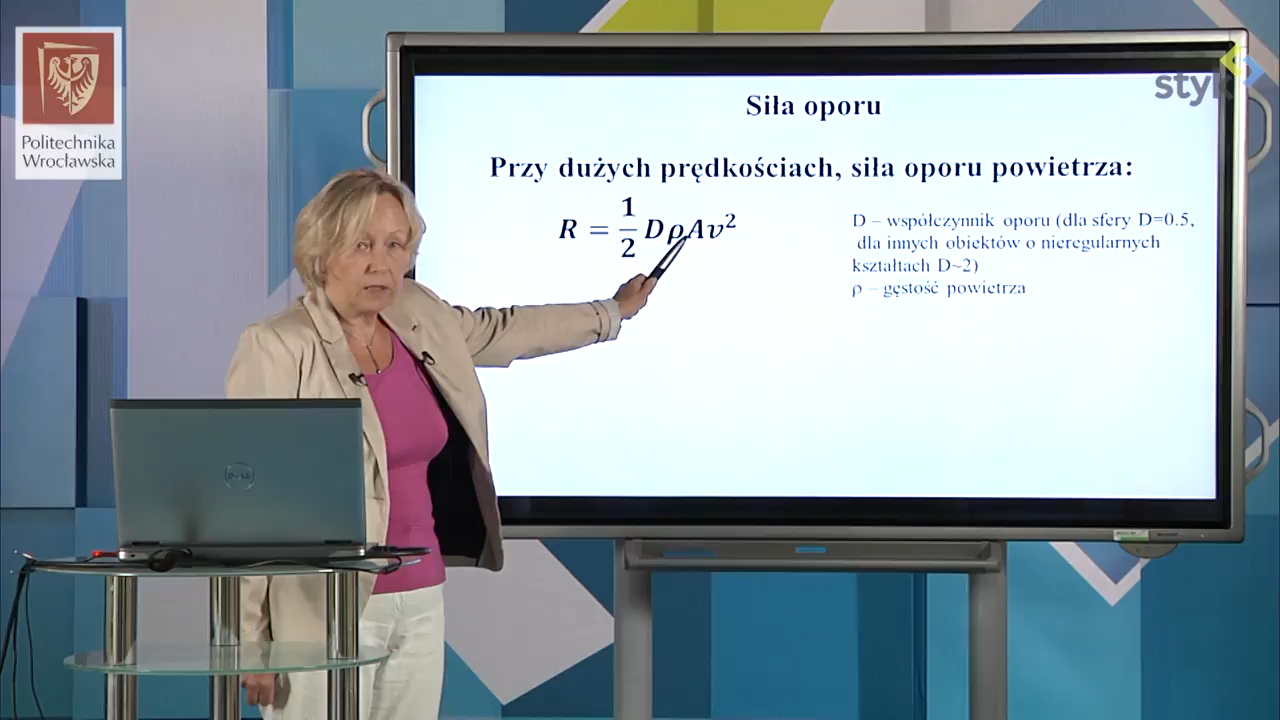 Politechnika
Wrocławska
styk
Siła oporu
Przy dużych prędkościach, siła oporu powietrza:
R = 1/2 DρAv²
D – współczynnik oporu (dla sfery D=0.5,
dla innych obiektów o nieregularnych
kształtach D~2)
ρ – gęstość powietrza
DELL